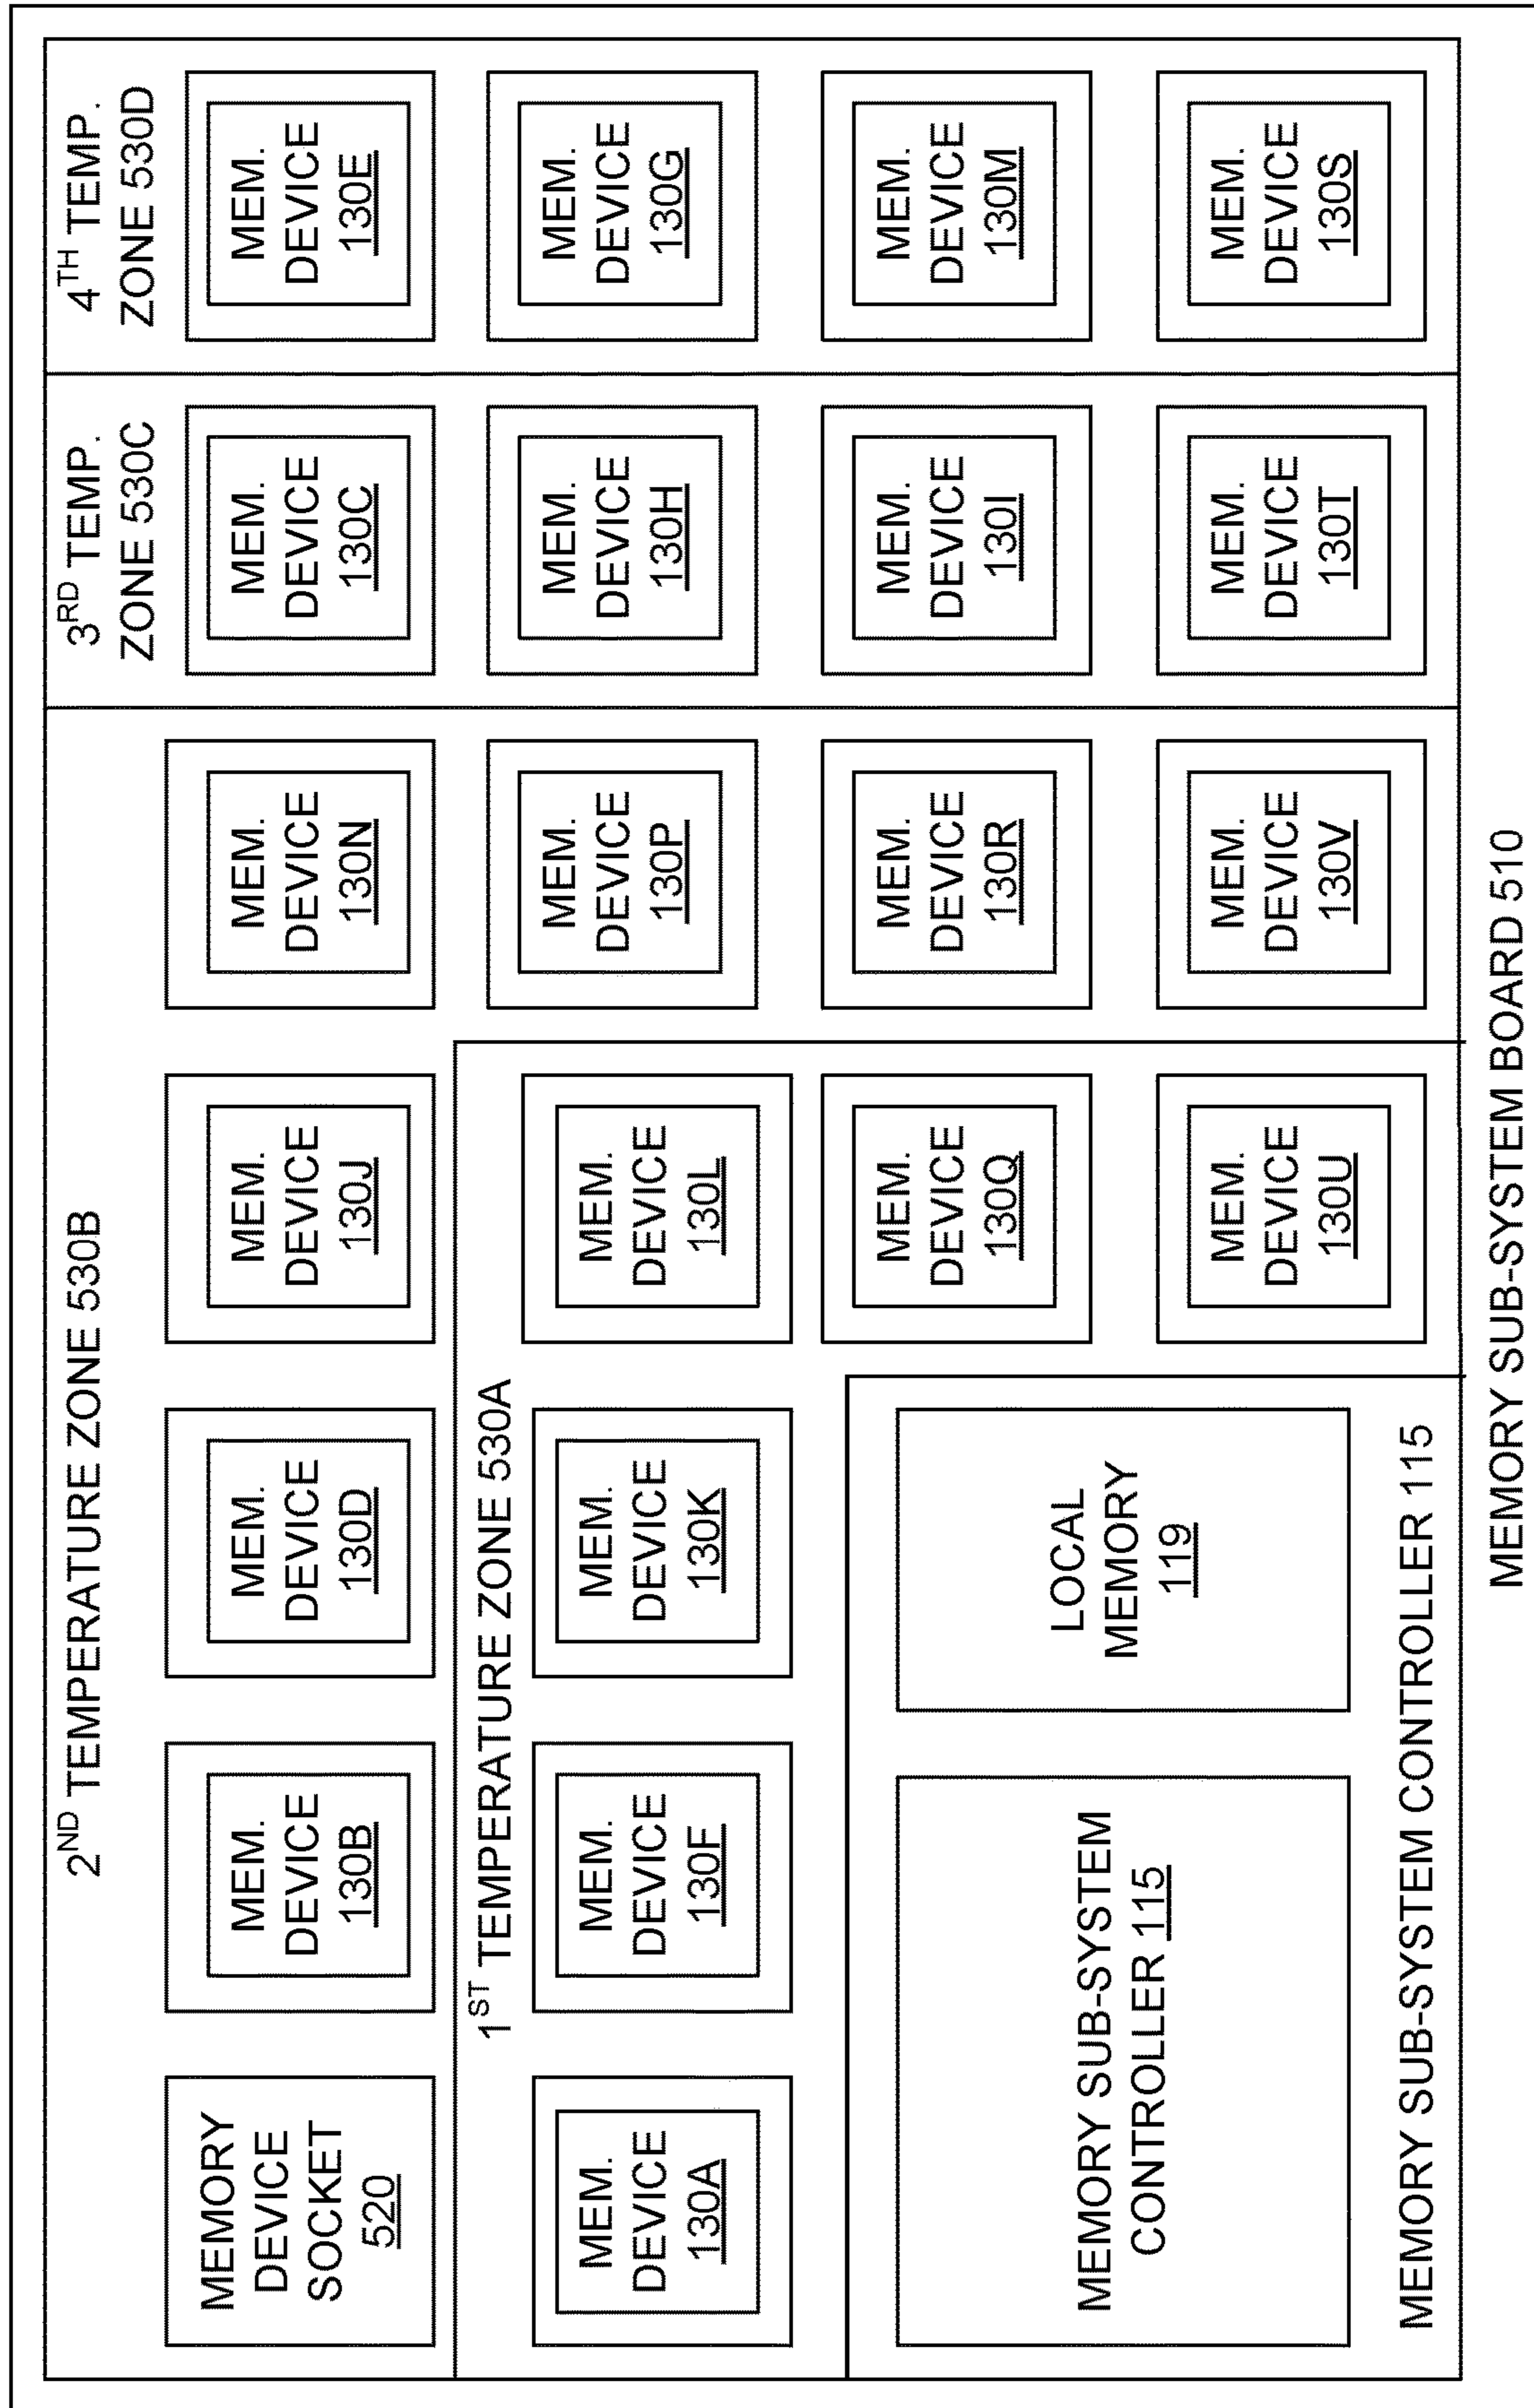 2ND TEMPERATURE ZONE 530B
3RD TEMP.
ZONE 530C
4TH TEMP.
ZONE 530D
MEMORY
DEVICE
SOCKET
520
MEM.
DEVICE
130B
MEM.
DEVICE
130D
MEM.
DEVICE
130J
MEM.
DEVICE
130N
MEM.
DEVICE
130C
MEM.
DEVICE
130E
1ST TEMPERATURE ZONE 530A
MEM.
DEVICE
130A
MEM.
DEVICE
130F
MEM.
DEVICE
130K
MEM.
DEVICE
130L
MEM.
DEVICE
130P
MEM.
DEVICE
130H
MEM.
DEVICE
130G
MEMORY SUB-SYSTEM
CONTROLLER 115
LOCAL
MEMORY
119
MEM.
DEVICE
130Q
MEM.
DEVICE
130R
MEM.
DEVICE
130I
MEM.
DEVICE
130M
MEM.
DEVICE
130U
MEM.
DEVICE
130V
MEM.
DEVICE
130T
MEM.
DEVICE
130S
MEMORY SUB-SYSTEM CONTROLLER 115
MEMORY SUB-SYSTEM BOARD 510